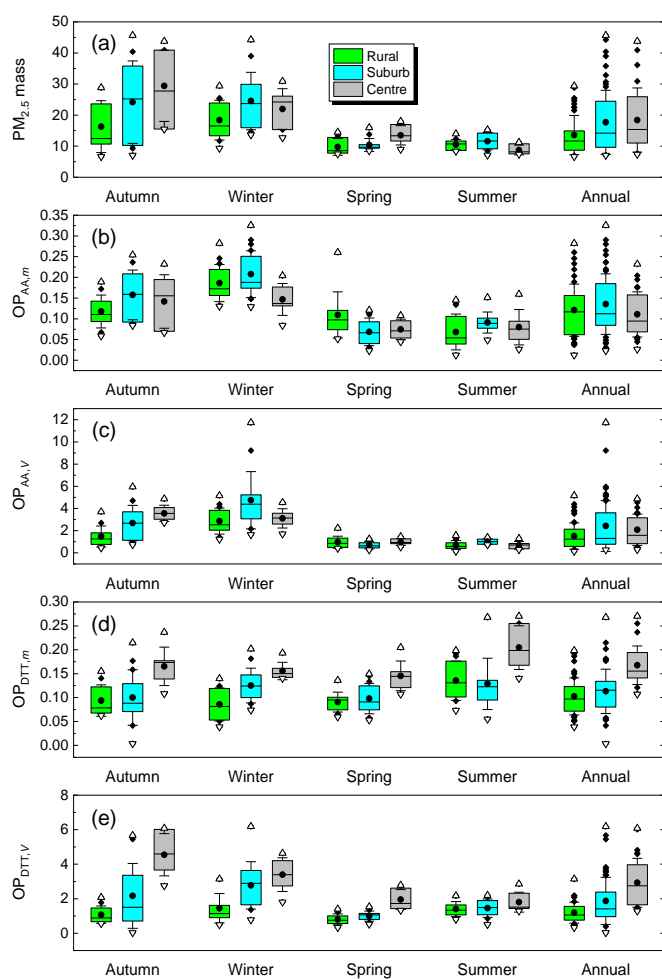 (a)
Rural
Suburb
Centre
PM2.5 mass
50
40
30
20
10
0
Autumn Winter Spring Summer Annual
(b)
OPAA,m
0.35
0.30
0.25
0.20
0.15
0.10
0.05
0.00
Autumn Winter Spring Summer Annual
(c)
OPAA,V
12
10
8
6
4
2
0
Autumn Winter Spring Summer Annual
(d)
OPDTT,m
0.30
0.25
0.20
0.15
0.10
0.05
0.00
Autumn Winter Spring Summer Annual
(e)
OPDTT,V
8
6
4
2
0
Autumn Winter Spring Summer Annual